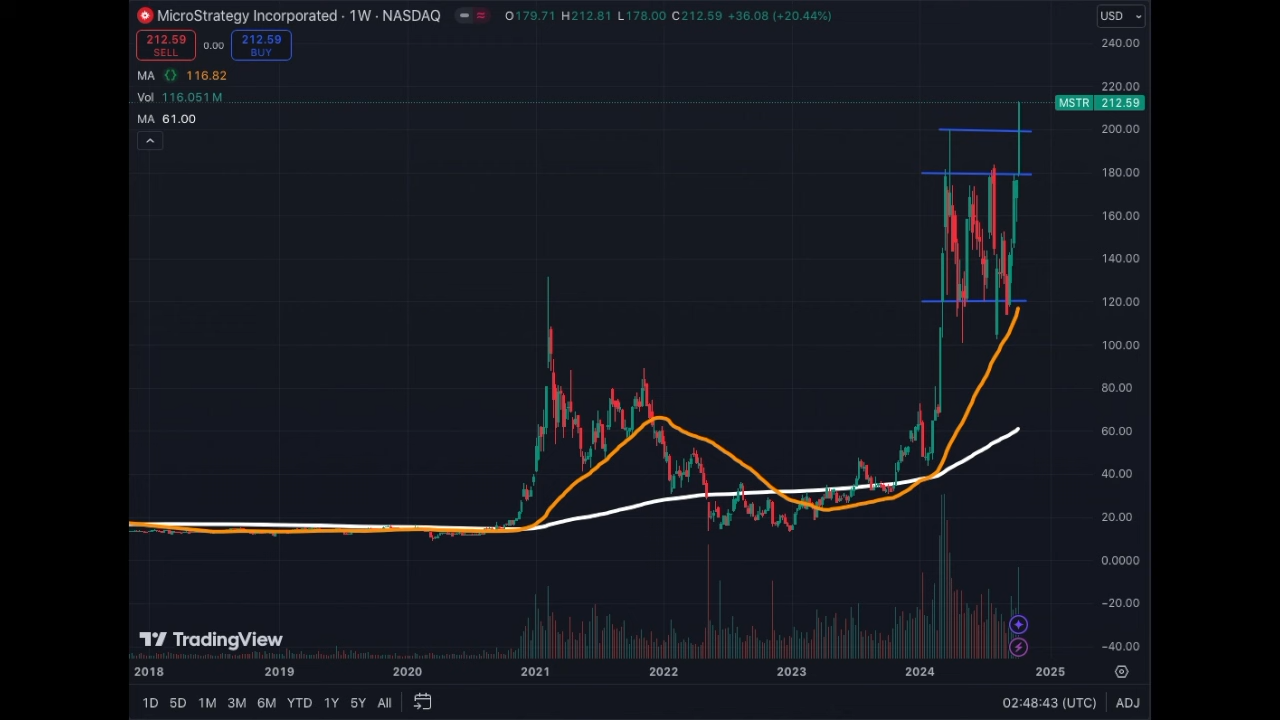 MicroStrategy Incorporated · 1W · NASDAQ O179.71 H212.81 L178.00 C212.59 +36.08 (+20.44%) USD
212.59 SELL 0.00 212.59 BUY
MA {} 116.82
Vol 116.051 M
MA 61.00
240.00
220.00
MSTR 212.59
200.00
180.00
160.00
140.00
120.00
100.00
80.00
60.00
40.00
20.00
0.0000
−20.00
−40.00
TradingView
2018 2019 2020 2021 2022 2023 2024 2025
1D 5D 1M 3M 6M YTD 1Y 5Y All 02:48:43 (UTC) ADJ